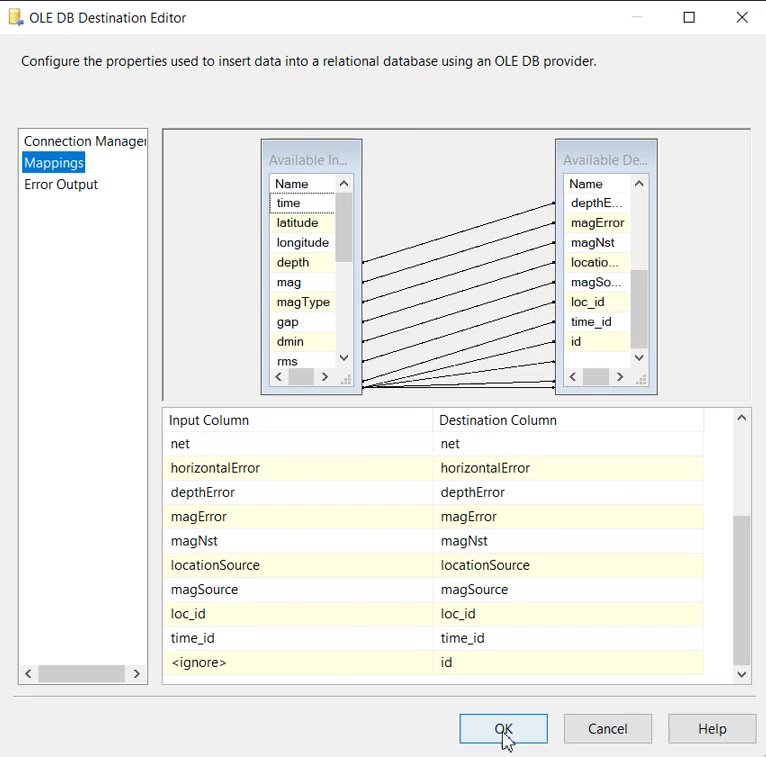 OLE DB Destination Editor
Configure the properties used to insert data into a relational database using an OLE DB provider.
Connection Manager
Mappings
Error Output
Available In...
Name
time
latitude
longitude
depth
mag
magType
gap
dmin
rms
Available De...
Name
depthE...
magError
magNst
locatio...
magSo...
loc_id
time_id
id
Input Column Destination Column
net net
horizontalError horizontalError
depthError depthError
magError magError
magNst magNst
locationSource locationSource
magSource magSource
loc_id loc_id
time_id time_id
<ignore> id
OK Cancel Help